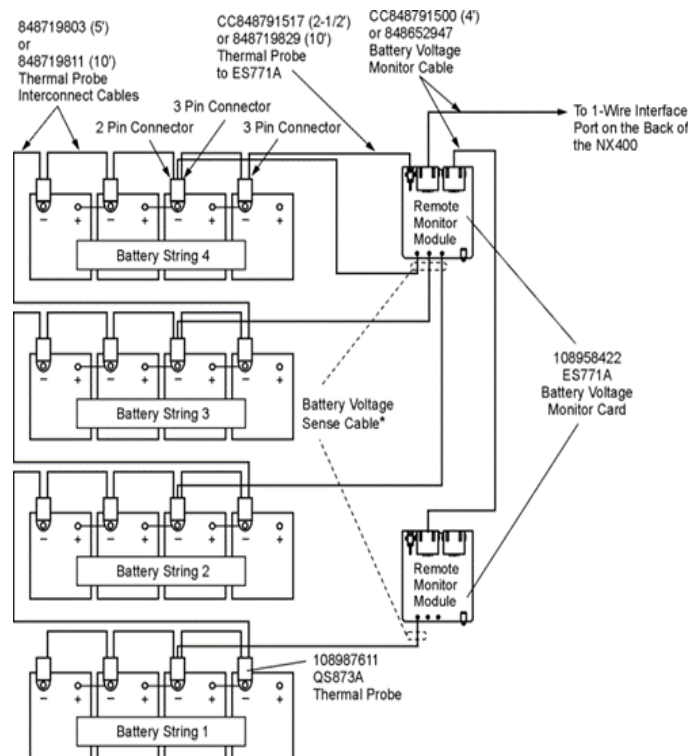 848719803 (5')
or
848719811 (10')
Thermal Probe
Interconnect Cables
CC848791517 (2-1/2')
or 848719829 (10')
Thermal Probe
to ES771A
CC848791500 (4')
or 848652947
Battery Voltage
Monitor Cable
3 Pin Connector
2 Pin Connector
3 Pin Connector
To 1-Wire Interface
Port on the Back of
the NX400
- + - + - + - +
Battery String 4
Remote
Monitor
Module
- + - + - + - +
Battery String 3
Battery Voltage
Sense Cable*
108958422
ES771A
Battery Voltage
Monitor Card
- + - + - + - +
Battery String 2
Remote
Monitor
Module
- + - + - + - +
Battery String 1
108987611
QS873A
Thermal Probe